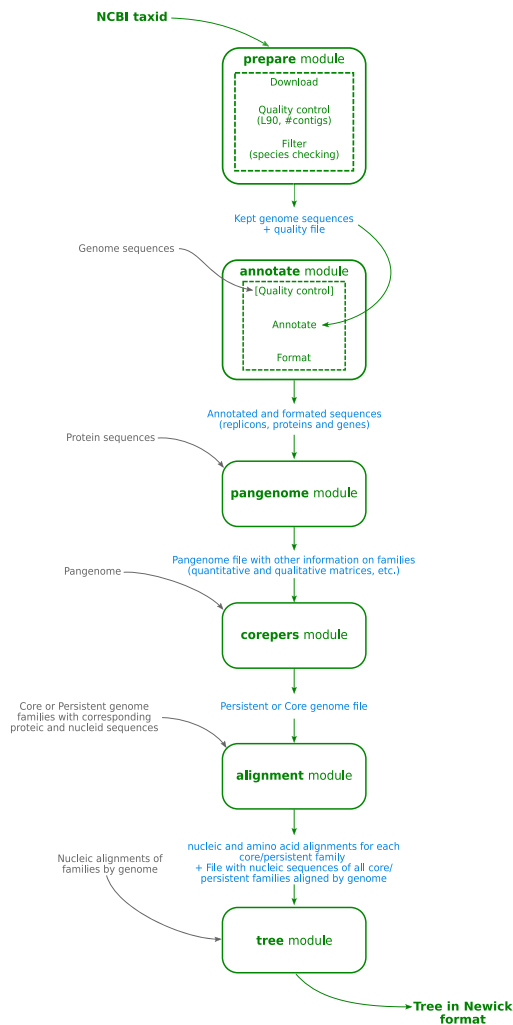 NCBI taxid
prepare module
Download
Quality control
(L90, #contigs)
Filter
(species checking)
Kept genome sequences
+ quality file
Genome sequences
annotate module
[Quality control]
Annotate
Format
Annotated and formated sequences
(replicons, proteins and genes)
Protein sequences
pangenome module
Pangenome file with other information on families
(quantitative and qualitative matrices, etc.)
Pangenome
corepers module
Core or Persistent genome
families with corresponding
proteic and nucleid sequences
Persistent or Core genome file
alignment module
nucleic and amino acid alignments for each
core/persistent family
+ File with nucleic sequences of all core/
persistent families aligned by genome
Nucleic alignments of
families by genome
tree module
Tree in Newick
format